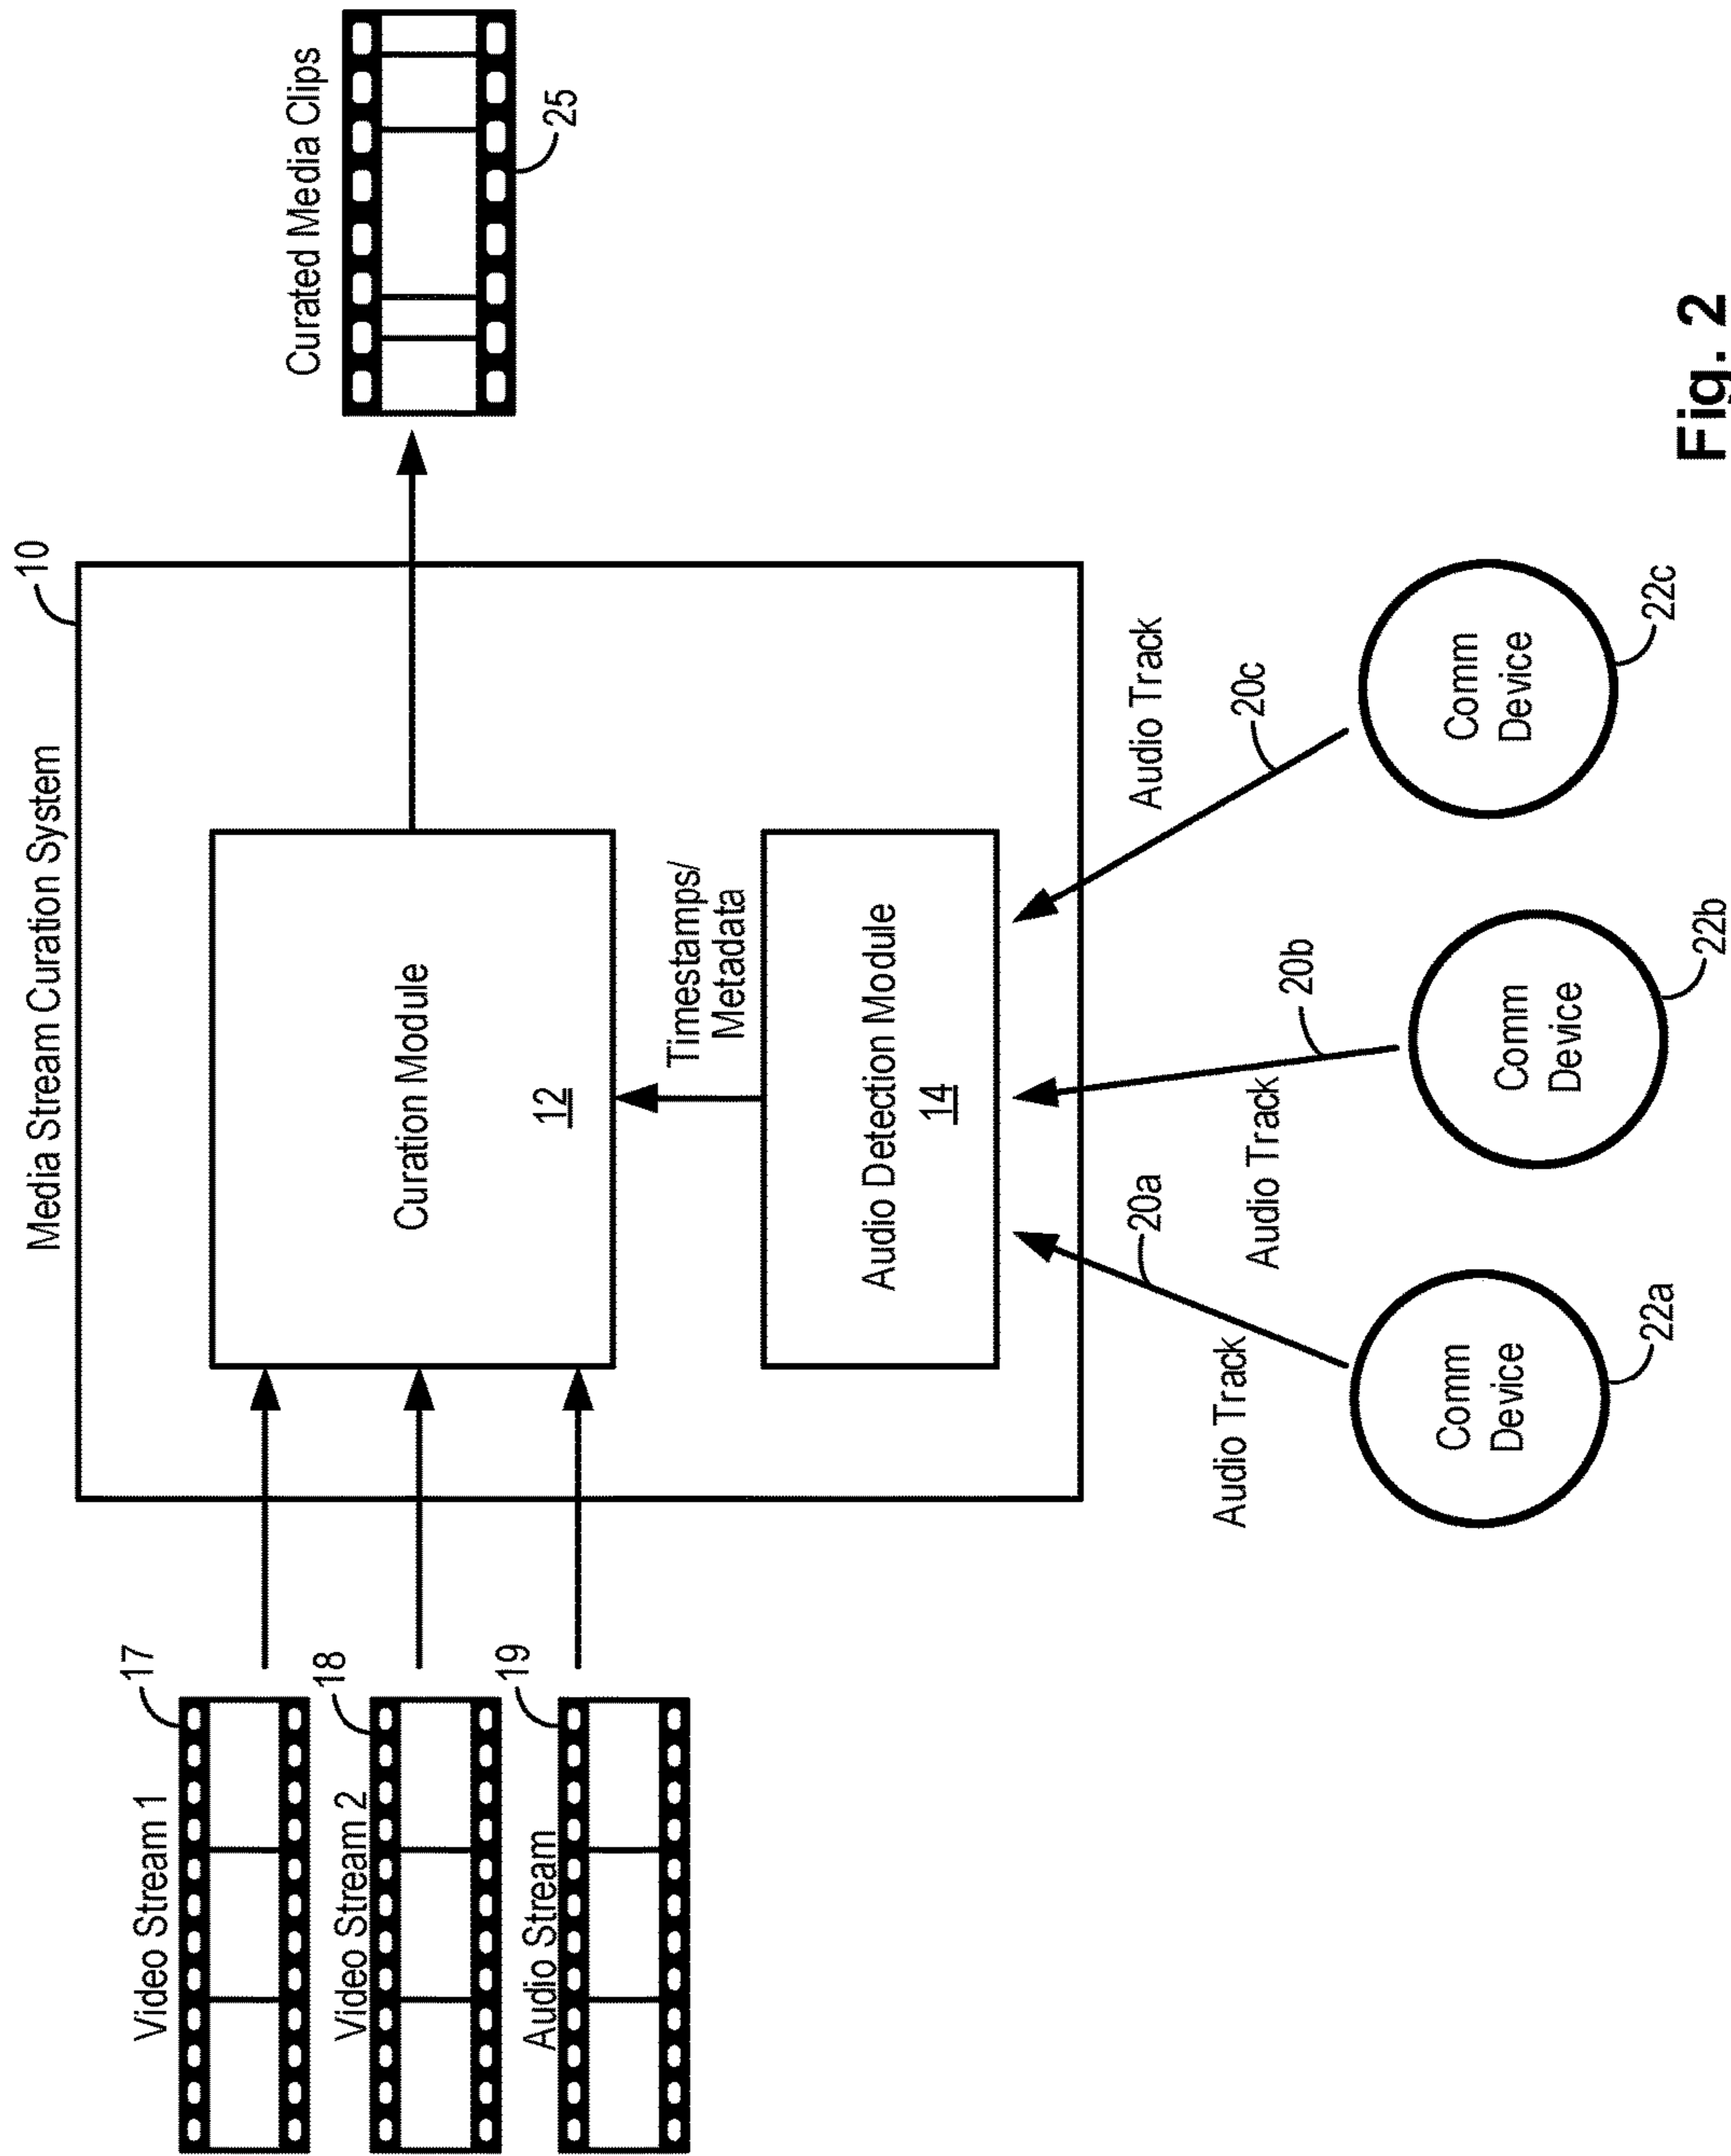 Media Stream Curation System
10
Video Stream 1
17
Video Stream 2
18
Audio Stream
19
Curation Module
12
Timestamps/
Metadata
Audio Detection Module
14
Curated Media Clips
25
Audio Track
20a
Audio Track
20b
Audio Track
20c
Comm
Device
22a
Comm
Device
22b
Comm
Device
22c
Fig. 2